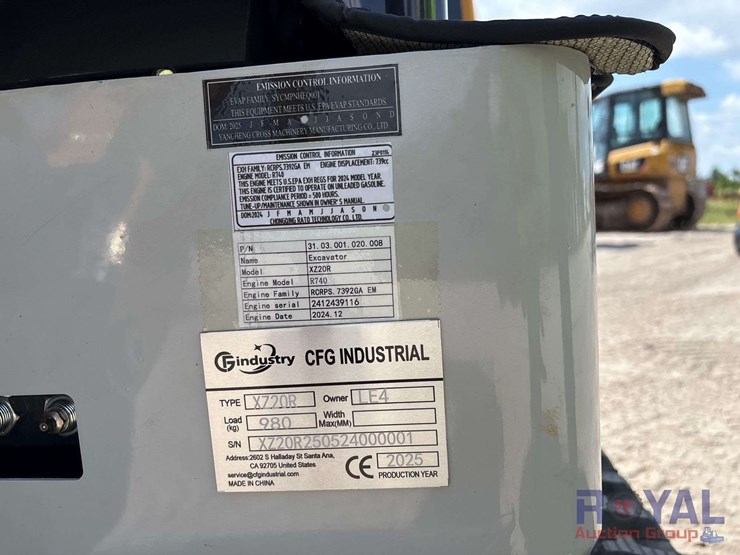 EMISSION CONTROL INFORMATION
EVAP FAMILY: SYCMPNHEQ001
THIS EQUIPMENT MEETS U.S. EPA EVAP STANDARDS.
DOM: 2025 J F M A M J J A S O N D
YANCHENG CROSS MACHINERY MANUFACTURING CO., LTD
EMISSION CONTROL INFORMATION
EXH FAMILY: RCRPS.7392GA EM ENGINE DISPLACEMENT: 739cc
ENGINE MODEL: R740
THIS ENGINE MEETS U.S.EPA EXH REGS FOR 2024 MODEL YEAR.
THIS ENGINE IS CERTIFIED TO OPERATE ON UNLEADED GASOLINE.
EMISSION COMPLIANCE PERIOD = 500 HOURS.
TUNE-UP/MAINTENANCE SHOWN IN OWNER'S MANUAL.
DOM:2024 J F M A M J J A S O N
CHONGQING RATO TECHNOLOGY CO. LTD.
P/N 31.03.001.020.008
Name Excavator
Model XZ20R
Engine Model R740
Engine Family RCRPS.7392GA EM
Engine serial 2412439116
Engine Date 2024.12
CFGindustry CFG INDUSTRIAL
TYPE XZ20R Owner LE4
Load (kg) 980 Width Max(MM)
S/N XZ20R250524000001
Address:2602 S Halladay St Santa Ana,
CA 92705 United States
service@cfgindustrial.com
MADE IN CHINA
CE 2025
PRODUCTION YEAR
ROYAL
Auction Group